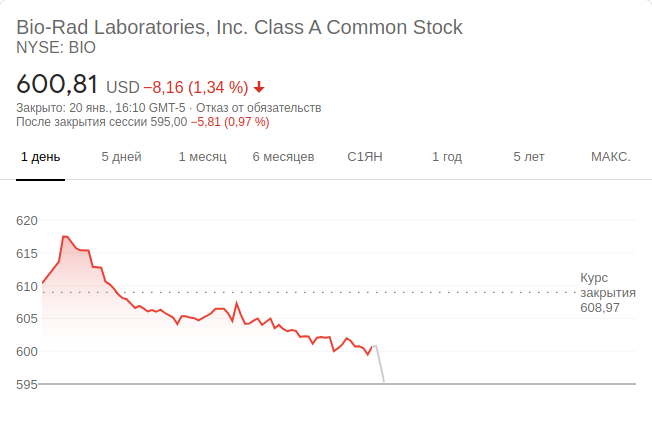 Bio-Rad Laboratories, Inc. Class A Common Stock
NYSE: BIO
600,81 USD −8,16 (1,34 %)
Закрыто: 20 янв., 16:10 GMT-5 · Отказ от обязательств
После закрытия сессии 595,00 −5,81 (0,97 %)
1 день 5 дней 1 месяц 6 месяцев С1ЯН 1 год 5 лет МАКС.
620
615
610
605
600
595
Курс
закрытия
608,97